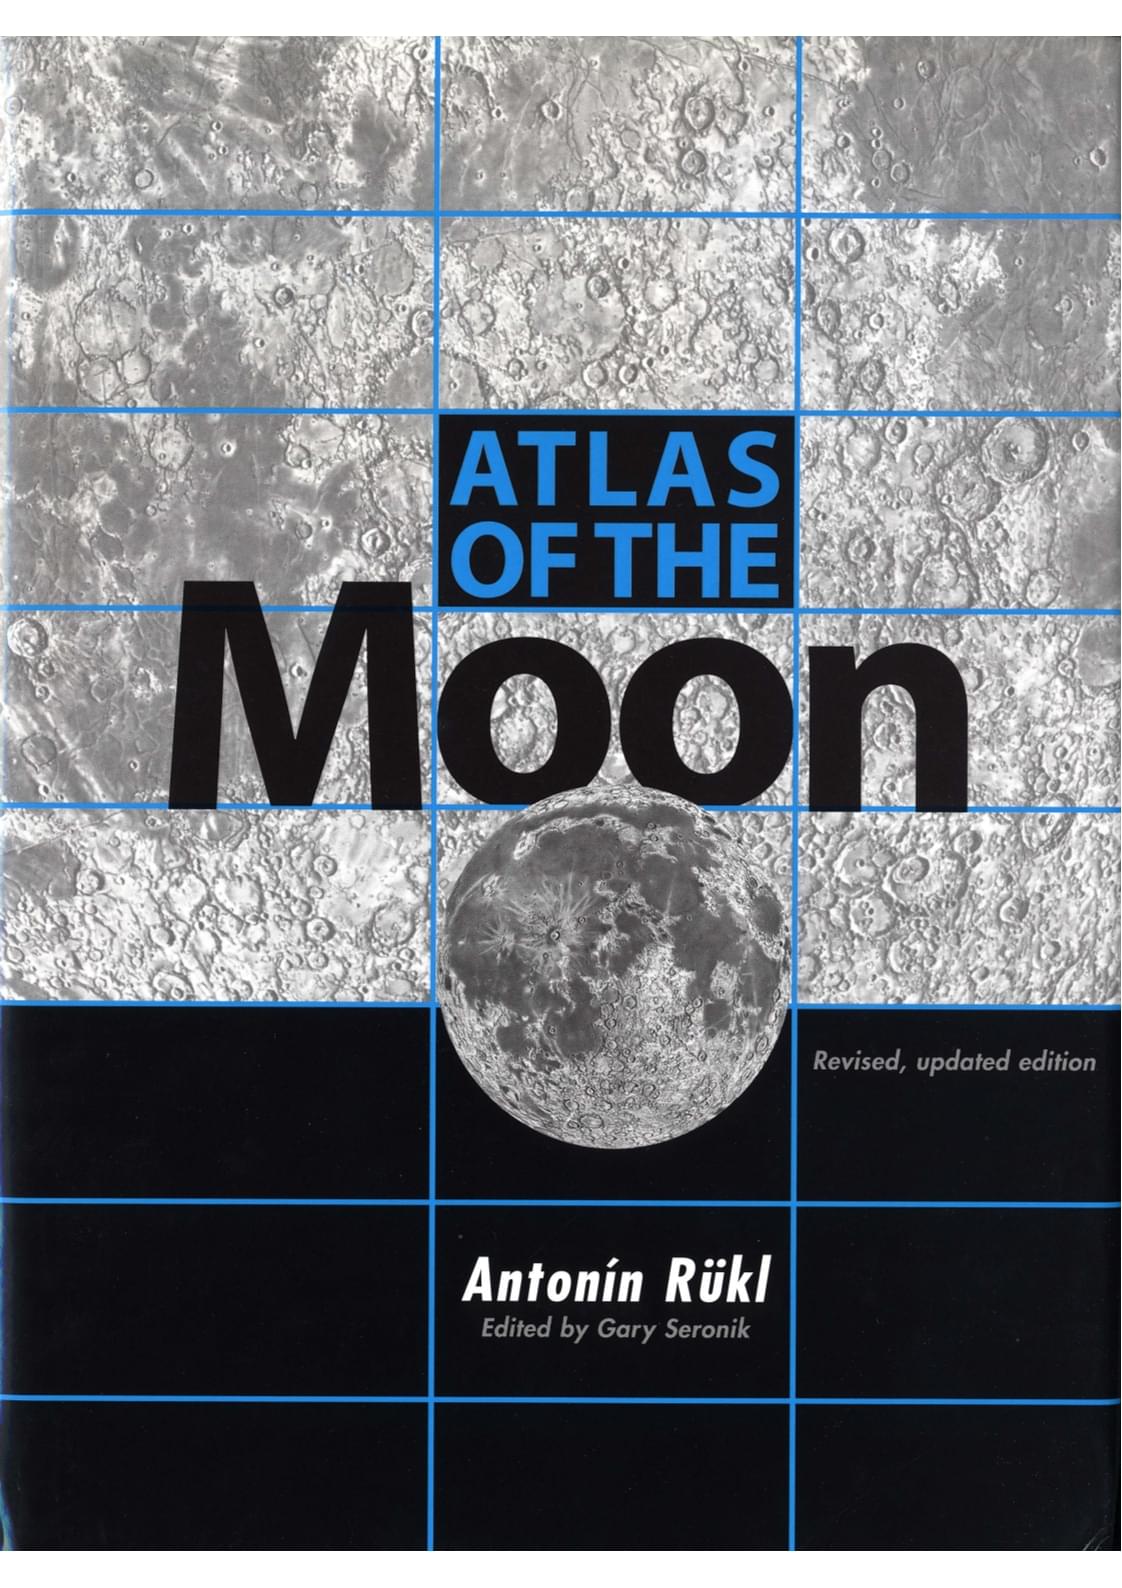 ATLAS
OF THE
Moon
Revised, updated edition
Antonín Rükl
Edited by Gary Seronik